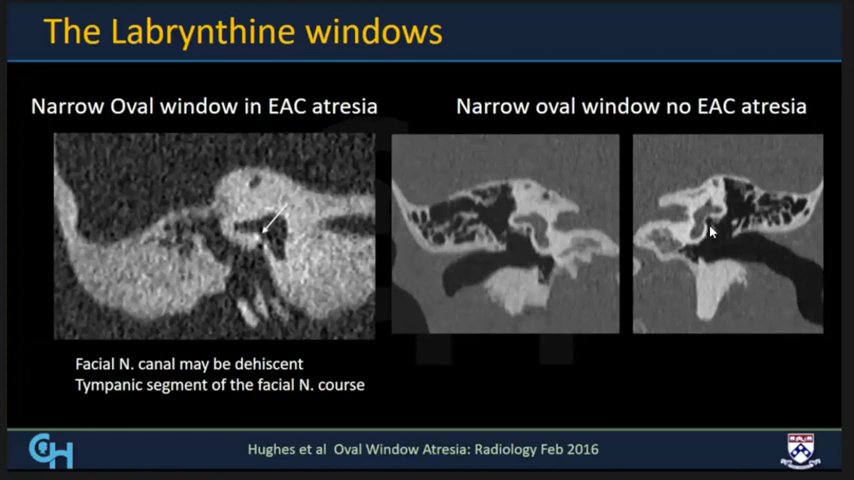 The Labrynthine windows
Narrow Oval window in EAC atresia
Narrow oval window no EAC atresia
Facial N. canal may be dehiscent
Tympanic segment of the facial N. course
Hughes et al Oval Window Atresia: Radiology Feb 2016